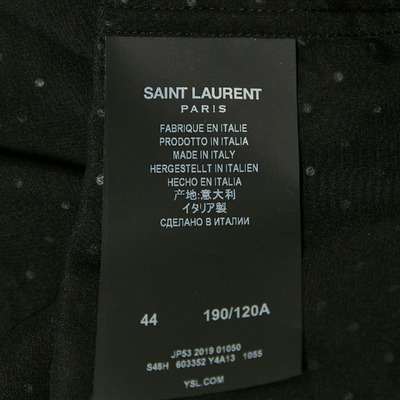 SAINT LAURENT
PARIS
FABRIQUE EN ITALIE
PRODOTTO IN ITALIA
MADE IN ITALY
HERGESTELLT IN ITALIEN
HECHO EN ITALIA
产地:意大利
イタリア製
СДЕЛАНО В ИТАЛИИ
44 190/120A
JP53 2019 01050
S48H 603352 Y4A13 1055
YSL.COM